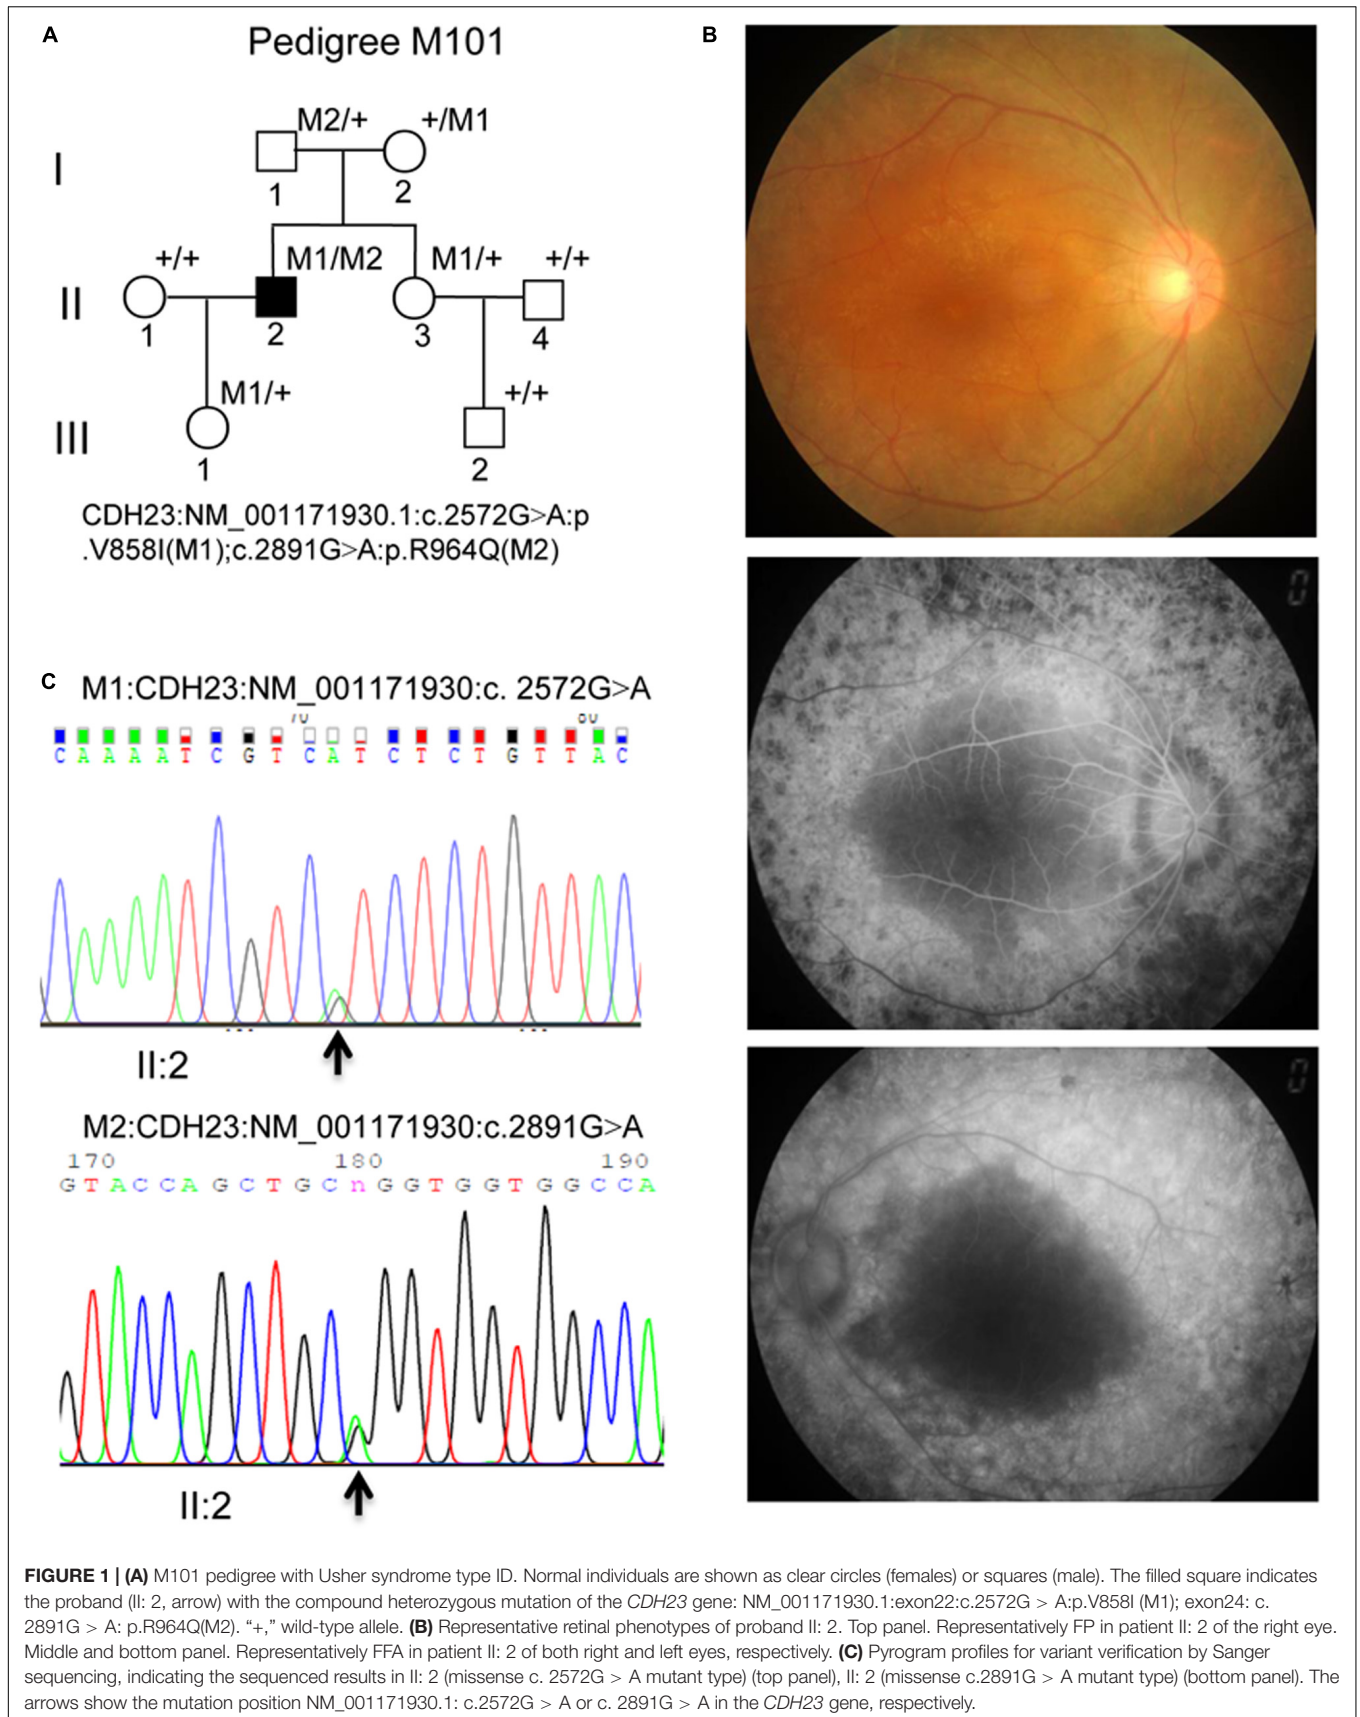 A
Pedigree M101
M2/+
+/M1
I
1
2
+/+
M1/M2
M1/+
+/+
II
1
2
3
4
M1/+
+/+
III
1
2
CDH23:NM_001171930.1:c.2572G>A:p
.V858I(M1);c.2891G>A:p.R964Q(M2)
B
0
0
C
M1:CDH23:NM_001171930:c. 2572G>A
C A A A A T C G T C A T C T C T G T T A C
II:2
M2:CDH23:NM_001171930:c.2891G>A
170 180 190
G T A C C A G C T G C n G G T G G T G G C C A
II:2
FIGURE 1 | (A) M101 pedigree with Usher syndrome type ID. Normal individuals are shown as clear circles (females) or squares (male). The filled square indicates
the proband (II: 2, arrow) with the compound heterozygous mutation of the CDH23 gene: NM_001171930.1:exon22:c.2572G > A:p.V858I (M1); exon24: c.
2891G > A: p.R964Q(M2). “+,” wild-type allele. (B) Representative retinal phenotypes of proband II: 2. Top panel. Representatively FP in patient II: 2 of the right eye.
Middle and bottom panel. Representatively FFA in patient II: 2 of both right and left eyes, respectively. (C) Pyrogram profiles for variant verification by Sanger
sequencing, indicating the sequenced results in II: 2 (missense c. 2572G > A mutant type) (top panel), II: 2 (missense c.2891G > A mutant type) (bottom panel). The
arrows show the mutation position NM_001171930.1: c.2572G > A or c. 2891G > A in the CDH23 gene, respectively.